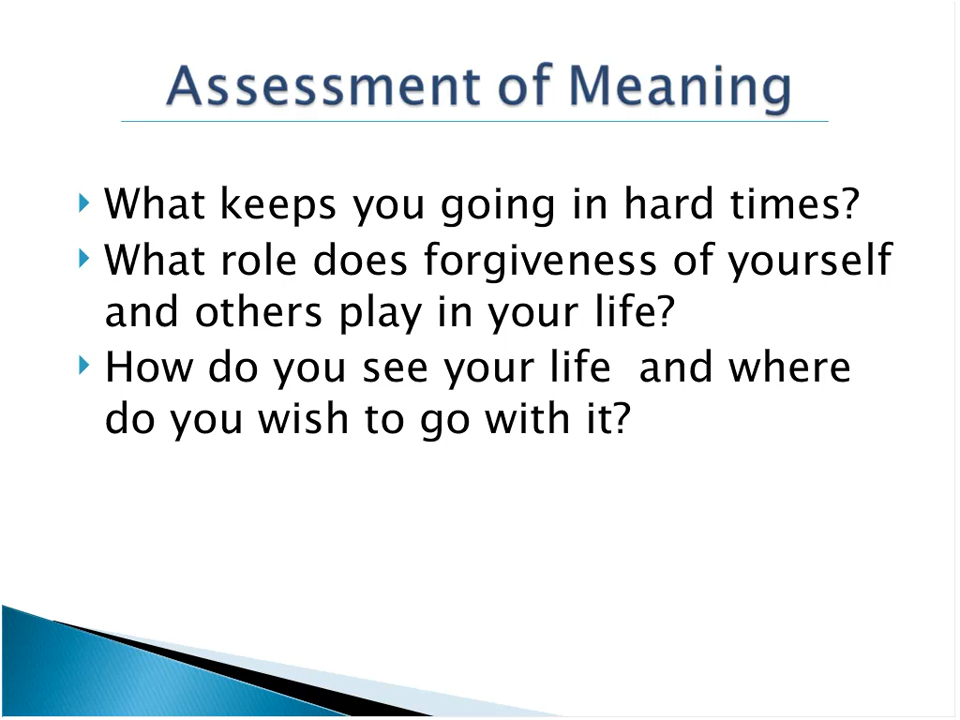 Assessment of Meaning
What keeps you going in hard times?
What role does forgiveness of yourself
and others play in your life?
How do you see your life  and where
do you wish to go with it?